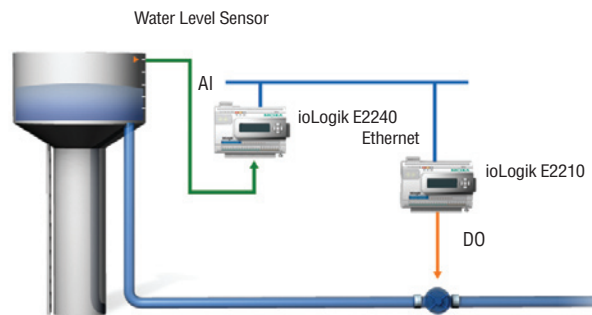 Water Level Sensor
AI
ioLogik E2240
Ethernet
ioLogik E2210
DO